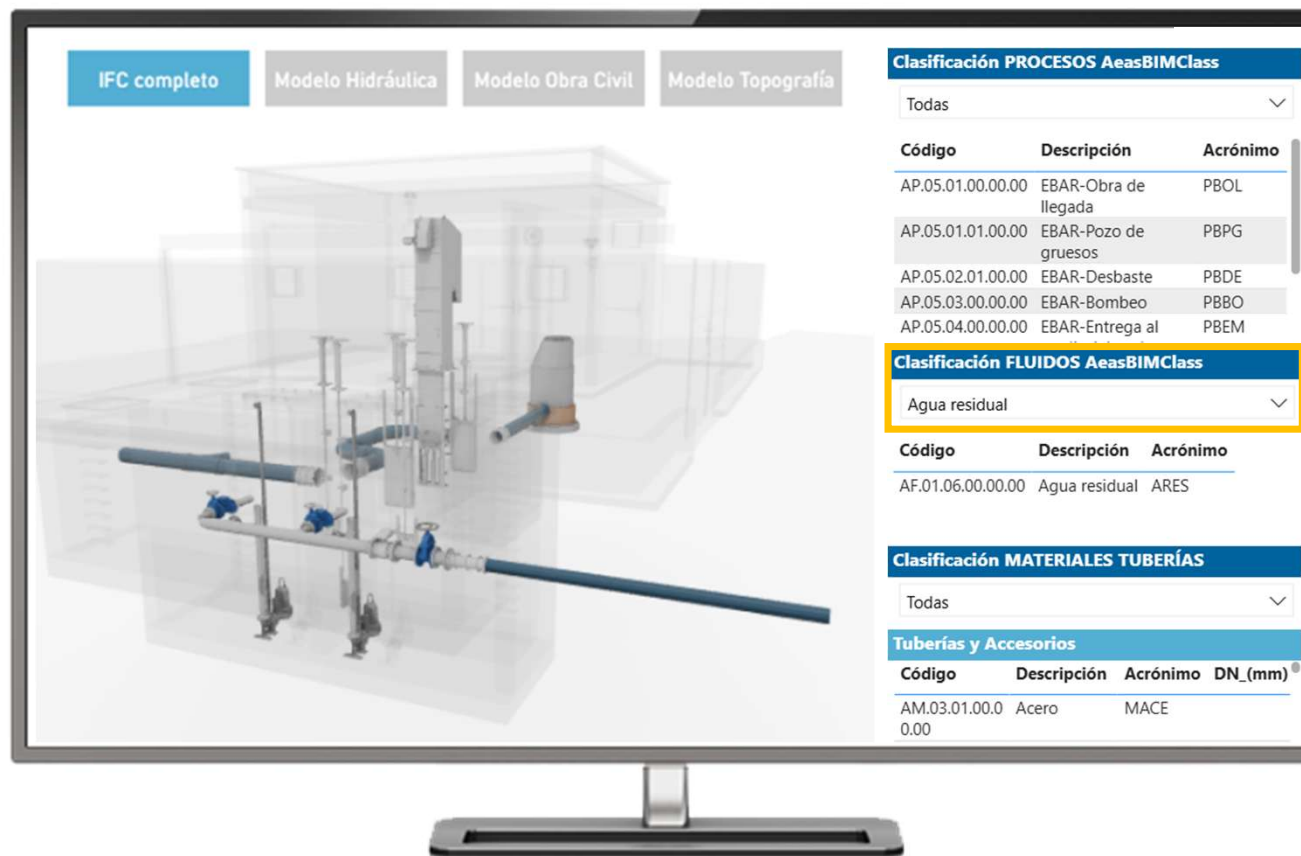 IFC completo
Modelo Hidráulica
Modelo Obra Civil
Modelo Topografía
Clasificación PROCESOS AeasBIMClass
Todas
Código Descripción Acrónimo
AP.05.01.00.00.00 EBAR-Obra de PBOL
llegada
AP.05.01.01.00.00 EBAR-Pozo de PBPG
gruesos
AP.05.02.01.00.00 EBAR-Desbaste PBDE
AP.05.03.00.00.00 EBAR-Bombeo PBBO
AP.05.04.00.00.00 EBAR-Entrega al PBEM
Clasificación FLUIDOS AeasBIMClass
Agua residual
Código Descripción Acrónimo
AF.01.06.00.00.00 Agua residual ARES
Clasificación MATERIALES TUBERÍAS
Todas
Tuberías y Accesorios
Código Descripción Acrónimo DN_(mm)
AM.03.01.00.0 Acero MACE
0.00